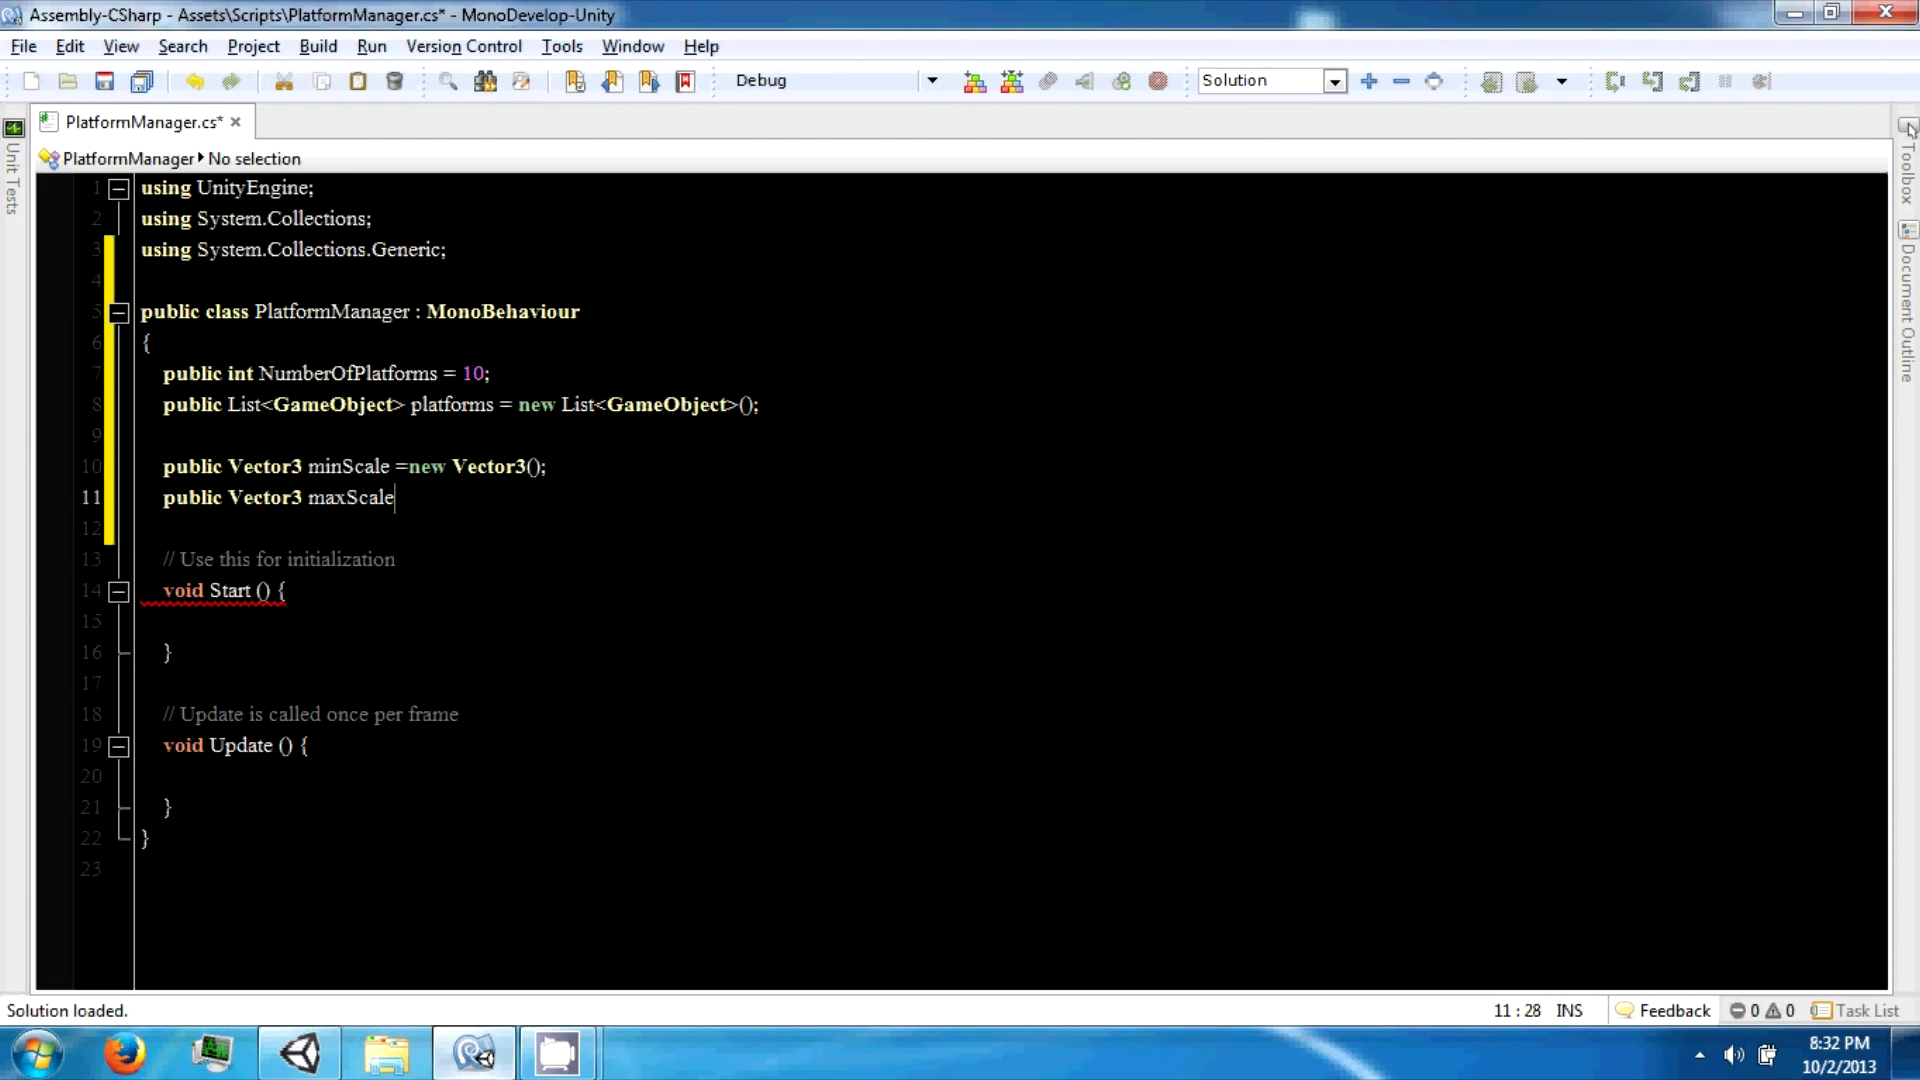 Assembly-CSharp - Assets\Scripts\PlatformManager.cs* - MonoDevelop-Unity
File Edit View Search Project Build Run Version Control Tools Window Help
Debug Solution
PlatformManager.cs*
PlatformManager No selection
Unit Tests
Toolbox
Document Outline
1 using UnityEngine;
2 using System.Collections;
3 using System.Collections.Generic;
4
5 public class PlatformManager : MonoBehaviour
6 {
7 public int NumberOfPlatforms = 10;
8 public List<GameObject> platforms = new List<GameObject>();
9
10 public Vector3 minScale =new Vector3();
11 public Vector3 maxScale
12
13 // Use this for initialization
14 void Start () {
15
16 }
17
18 // Update is called once per frame
19 void Update () {
20
21 }
22 }
23
Solution loaded. 11 : 28 INS Feedback 0 0 Task List
8:32 PM
10/2/2013